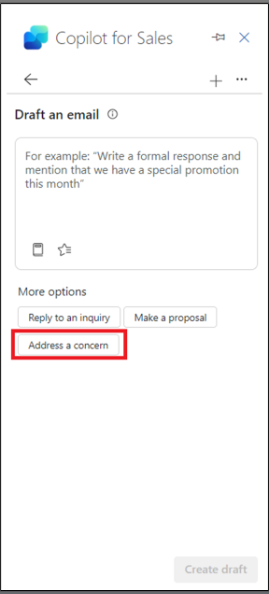 Copilot for Sales
Draft an email
For example: "Write a formal response and
mention that we have a special promotion
this month"
More options
Reply to an inquiry
Make a proposal
Address a concern
Create draft